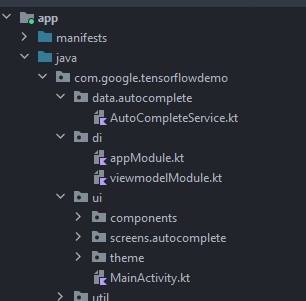 app
manifests
java
com.google.tensorflowdemo
data.autocomplete
AutoCompleteService.kt
di
appModule.kt
viewmodelModule.kt
ui
components
screens.autocomplete
theme
MainActivity.kt
util